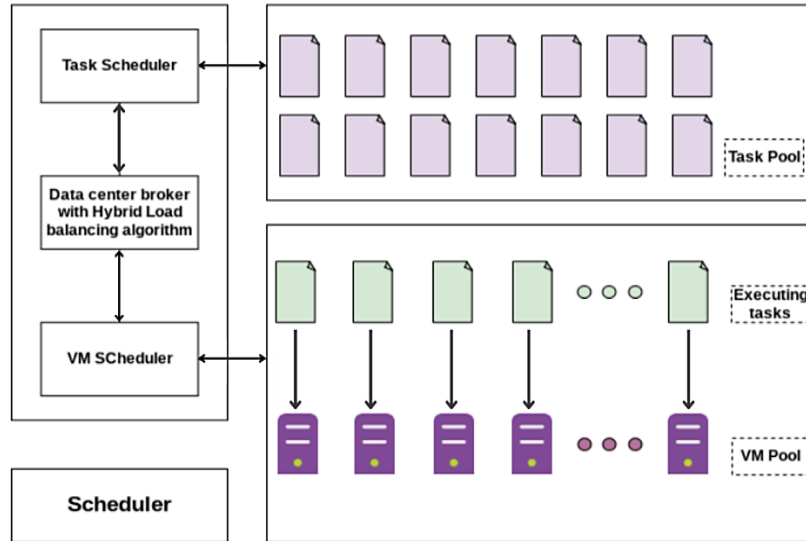 Task Scheduler
Data center broker
with Hybrid Load
balancing algorithm
VM SCheduler
Scheduler
Task Pool
Executing
tasks
VM Pool